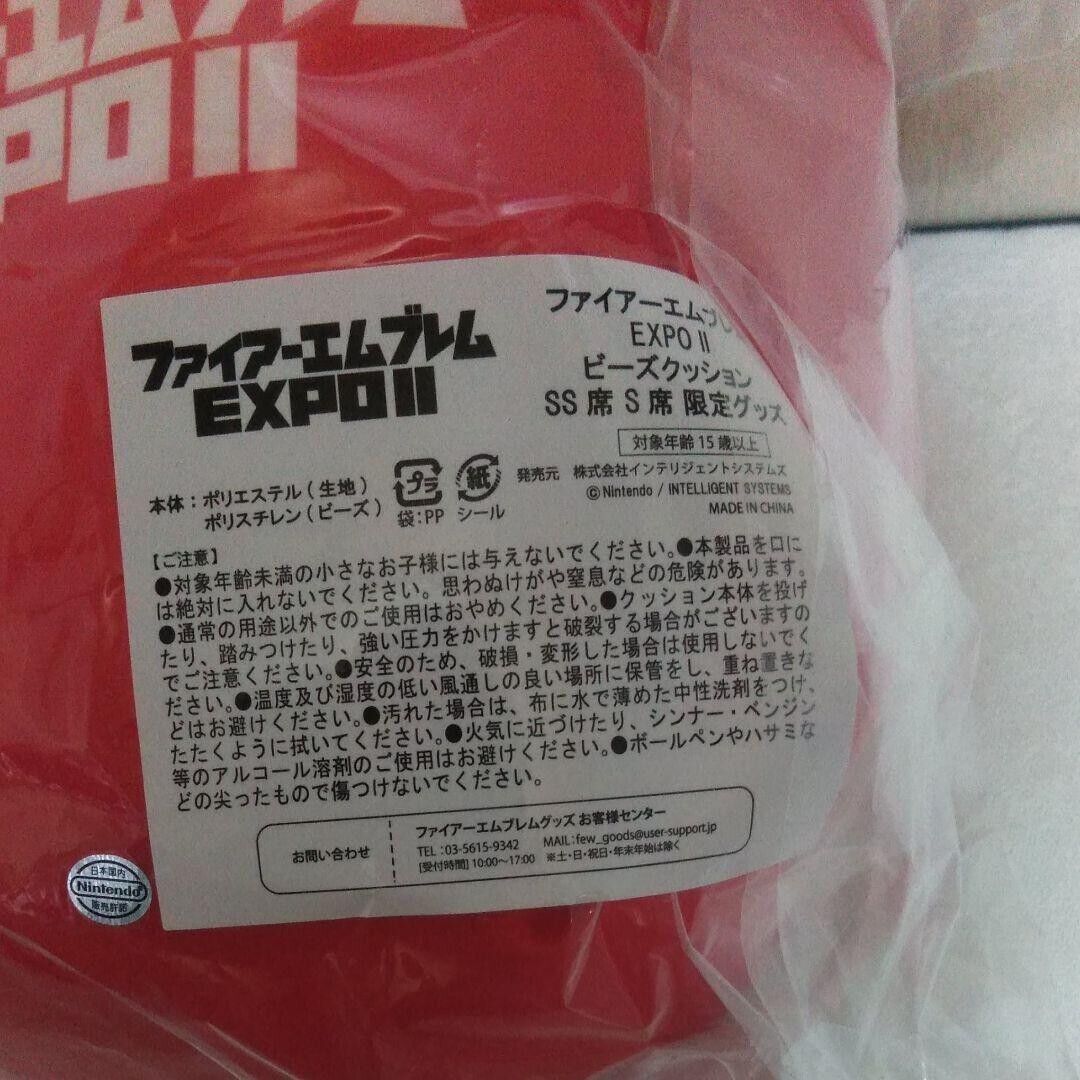 エムブレム
EXPO II
ファイアーエムブレム
EXPO II
ファイアーエムブレ
EXPO II
ビーズクッション
SS席 S席 限定グッズ
対象年齢15歳以上
本体：ポリエステル（生地）
ポリスチレン（ビーズ）
プラ
袋：PP
紙
シール
発売元 株式会社インテリジェントシステムズ
©Nintendo / INTELLIGENT SYSTEMS
MADE IN CHINA
【ご注意】
●対象年齢未満の小さなお子様には与えないでください。●本製品を口に
は絶対に入れないでください。思わぬけがや窒息などの危険があります。
●通常の用途以外でのご使用はおやめください。●クッション本体を投げ
たり、踏みつけたり、強い圧力をかけますと破裂する場合がございますの
でご注意ください。●安全のため、破損・変形した場合は使用しないでく
ださい。●温度及び湿度の低い風通しの良い場所に保管をし、重ね置きな
どはお避けください。●汚れた場合は、布に水で薄めた中性洗剤をつけ、
たたくように拭いてください。●火気に近づけたり、シンナー・ベンジン
等のアルコール溶剤のご使用はお避けください。●ボールペンやハサミな
どの尖ったもので傷つけないでください。
お問い合わせ
ファイアーエムブレムグッズ お客様センター
TEL：03-5615-9342 MAIL：few_goods@user-support.jp
[受付時間] 10:00〜17:00 ※土・日・祝日・年末年始は除く
日本国内
Nintendo
販売許諾